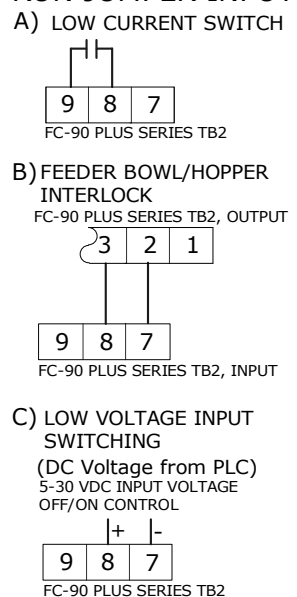 A) LOW CURRENT SWITCH
9 8 7
FC-90 PLUS SERIES TB2
B) FEEDER BOWL/HOPPER
INTERLOCK
FC-90 PLUS SERIES TB2, OUTPUT
3 2 1
9 8 7
FC-90 PLUS SERIES TB2, INPUT
C) LOW VOLTAGE INPUT
SWITCHING
(DC Voltage from PLC)
5-30 VDC INPUT VOLTAGE
OFF/ON CONTROL
+ -
9 8 7
FC-90 PLUS SERIES TB2